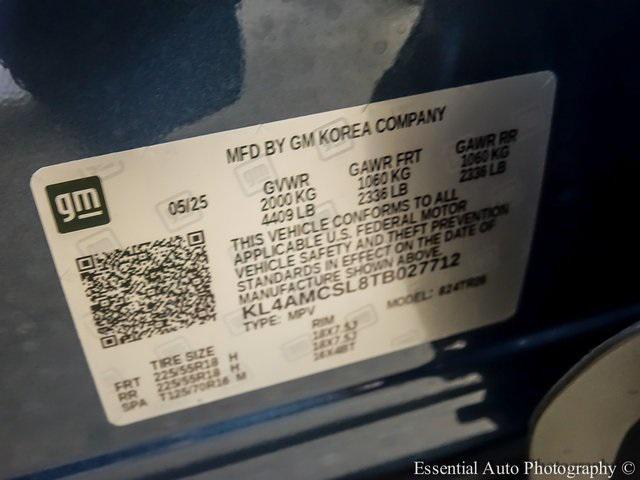 MFD BY GM KOREA COMPANY
gm
05/25
GVWR
2000 KG
4409 LB
GAWR FRT
1060 KG
2336 LB
GAWR RR
1060 KG
2336 LB
THIS VEHICLE CONFORMS TO ALL
APPLICABLE U.S. FEDERAL MOTOR
VEHICLE SAFETY AND THEFT PREVENTION
STANDARDS IN EFFECT ON THE DATE OF
MANUFACTURE SHOWN ABOVE.
KL4AMCSL8TB027712
TYPE: MPV
MODEL:
TIRE SIZE
RIM
FRT 225/55R18 H 18X7.5J
RR 225/55R18 H 18X7.5J
SPA T125/70R16 M 16X4BT
Essential Auto Photography ©